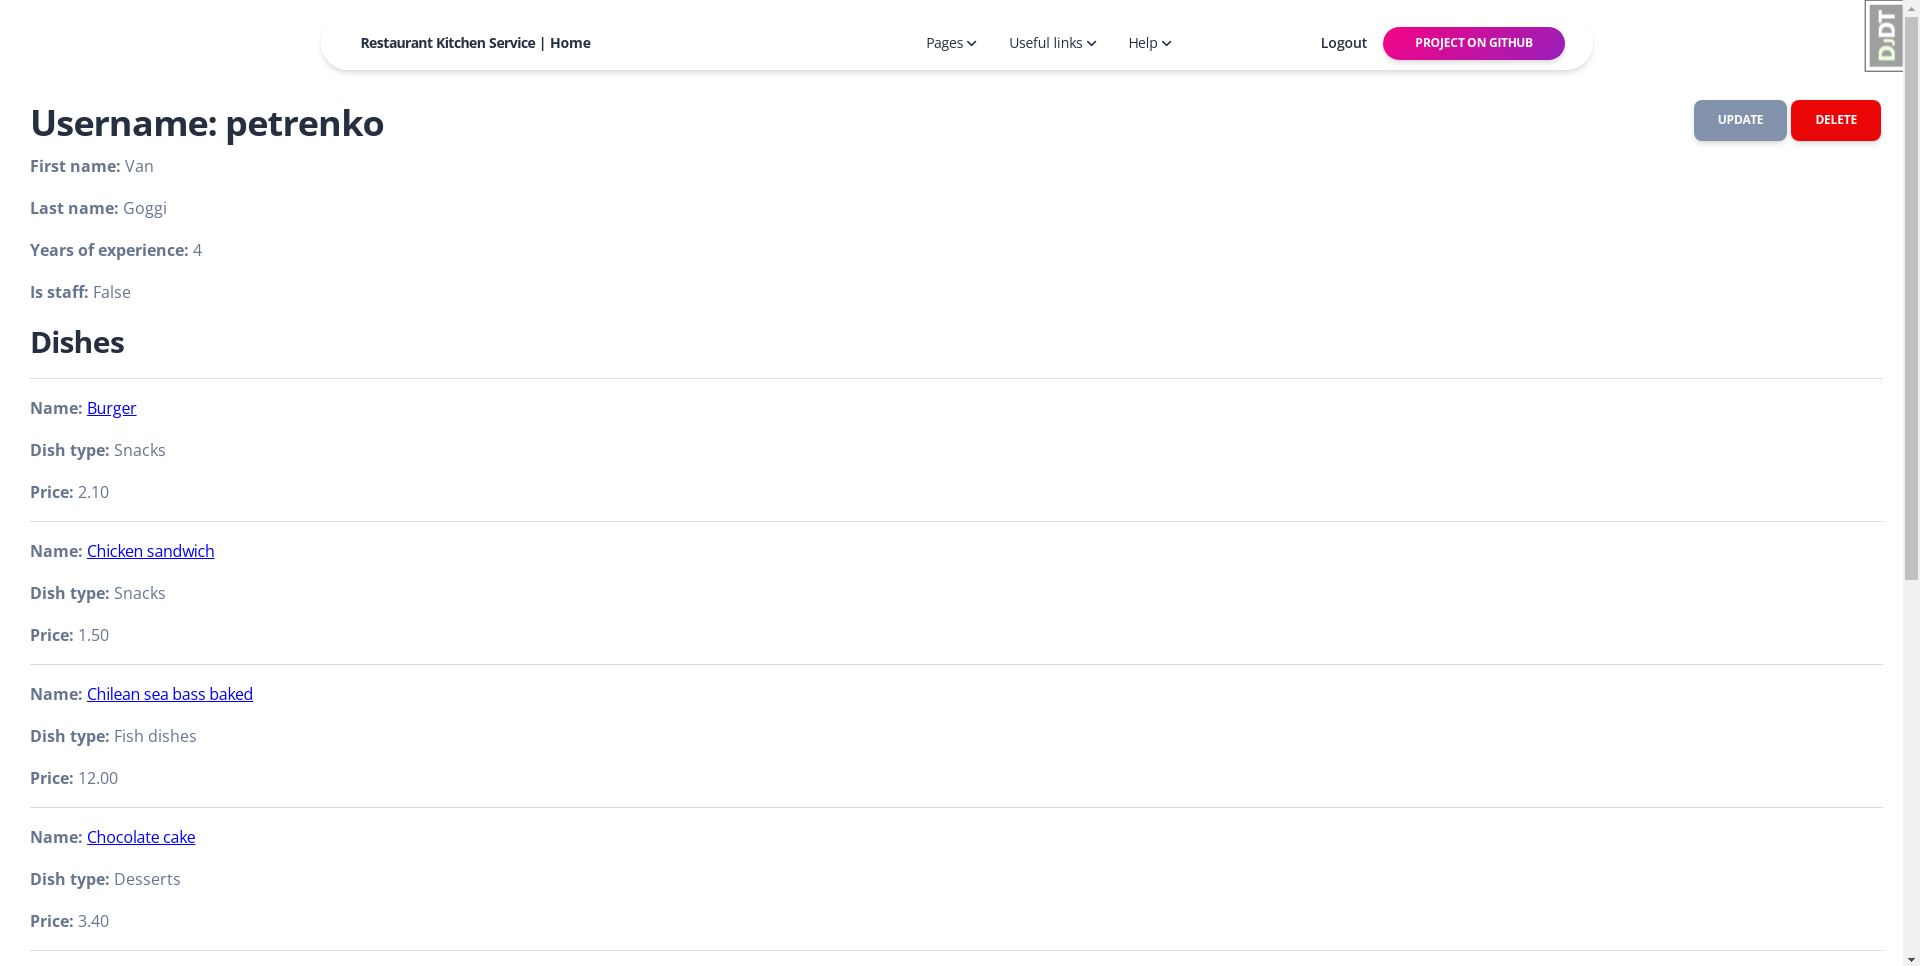 Restaurant Kitchen Service | Home
Pages
Useful links
Help
Logout
PROJECT ON GITHUB
DJDT
Username: petrenko
UPDATE
DELETE
First name: Van
Last name: Goggi
Years of experience: 4
Is staff: False
Dishes
Name: Burger
Dish type: Snacks
Price: 2.10
Name: Chicken sandwich
Dish type: Snacks
Price: 1.50
Name: Chilean sea bass baked
Dish type: Fish dishes
Price: 12.00
Name: Chocolate cake
Dish type: Desserts
Price: 3.40